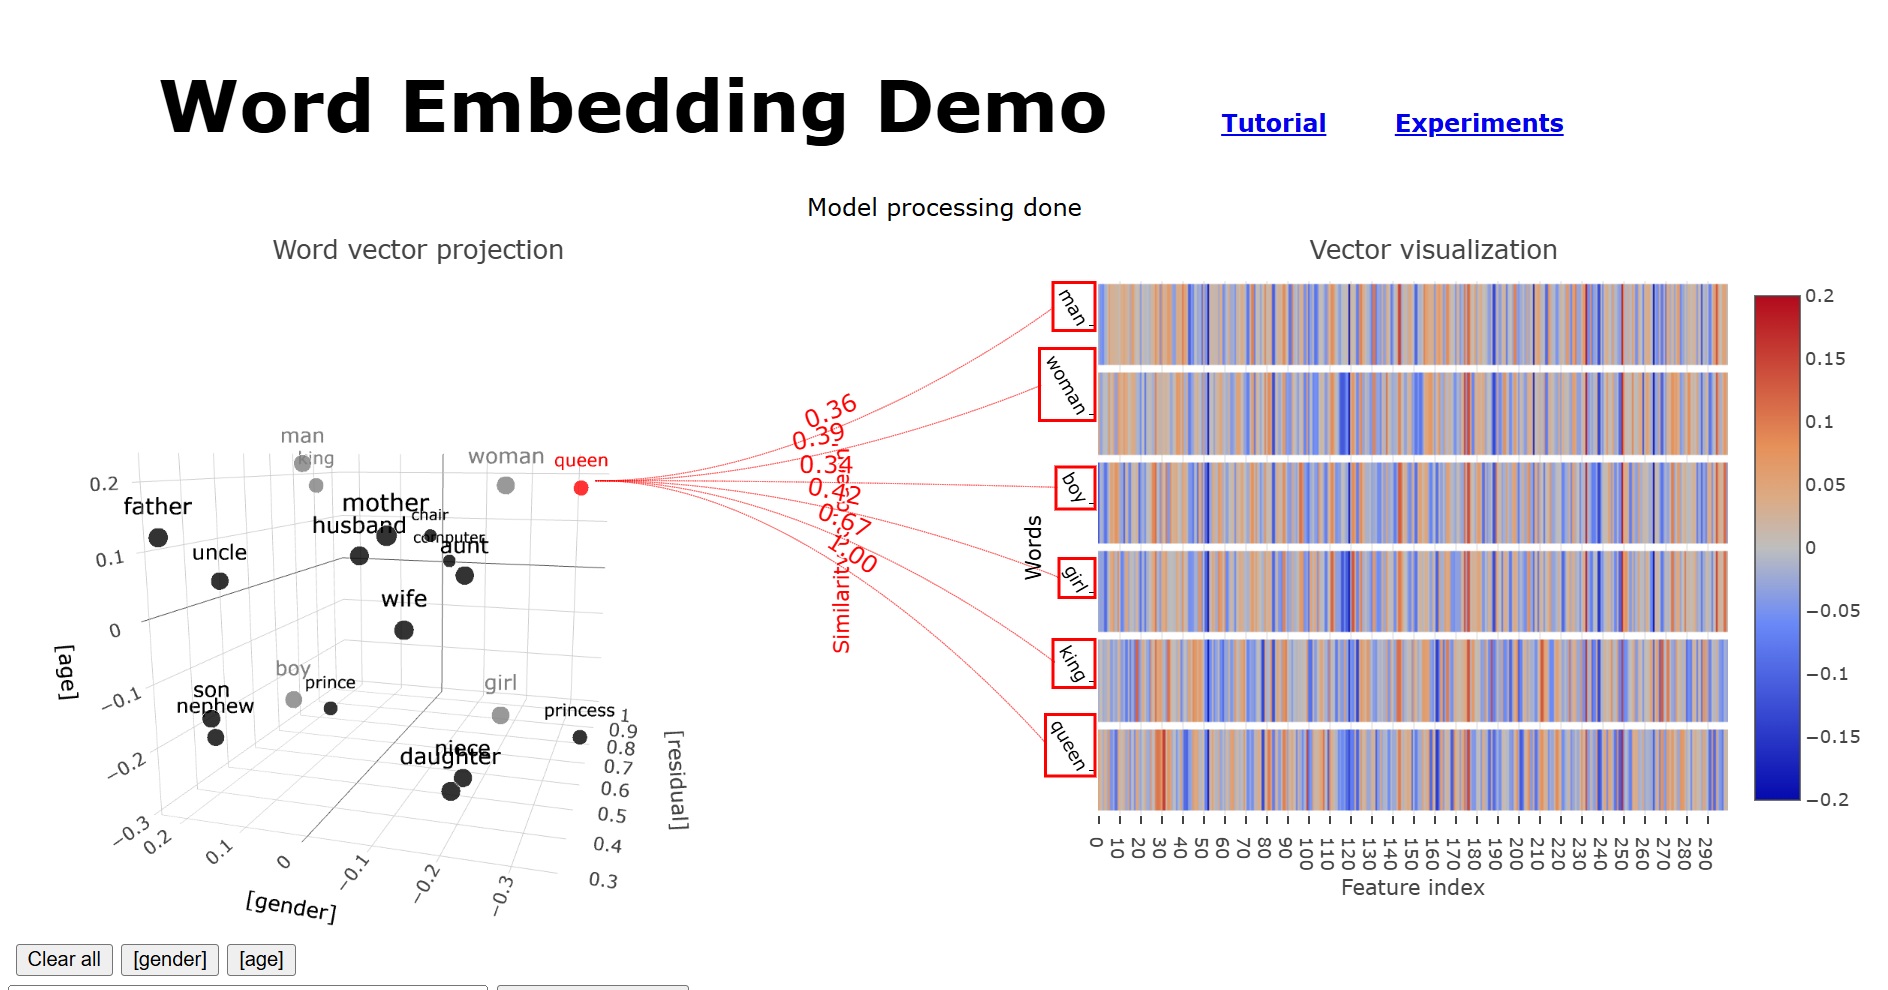 Word Embedding Demo
Tutorial
Experiments
Model processing done
Word vector projection
Vector visualization
man
king
woman
queen
father
mother
chair
husband
computer
aunt
uncle
wife
boy
prince
girl
son
nephew
princess
niece
daughter
0.2
0.1
0
−0.1
−0.2
−0.3
[age]
0.2
0.1
0
−0.1
−0.2
−0.3
[gender]
1
0.9
0.8
0.7
0.6
0.5
0.4
0.3
[residual]
0.36
0.39
0.34
0.42
0.67
1.00
man
woman
boy
girl
king
queen
Words
0
10
20
30
40
50
60
70
80
90
100
110
120
130
140
150
160
170
180
190
200
210
220
230
240
250
260
270
280
290
Feature index
0.2
0.15
0.1
0.05
0
−0.05
−0.1
−0.15
−0.2
Clear all
[gender]
[age]